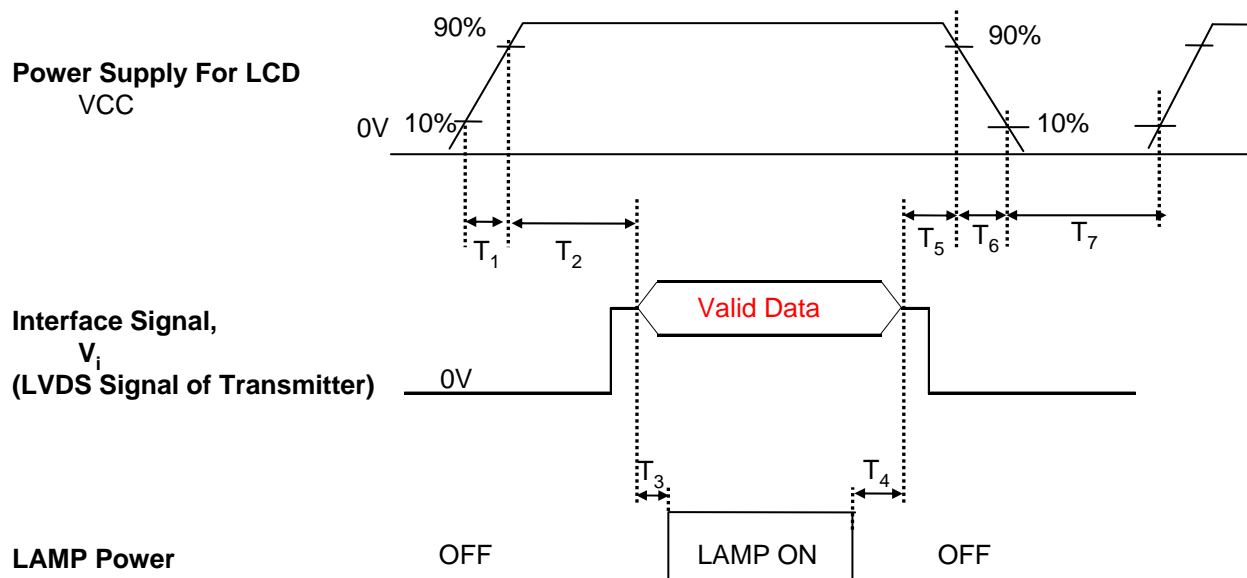 90%
90%
Power Supply For LCD
VCC
0V
10%
10%
T1
T2
T5
T6
T7
Valid Data
Interface Signal,
Vi
(LVDS Signal of Transmitter)
0V
T3
T4
LAMP Power
OFF
LAMP ON
OFF